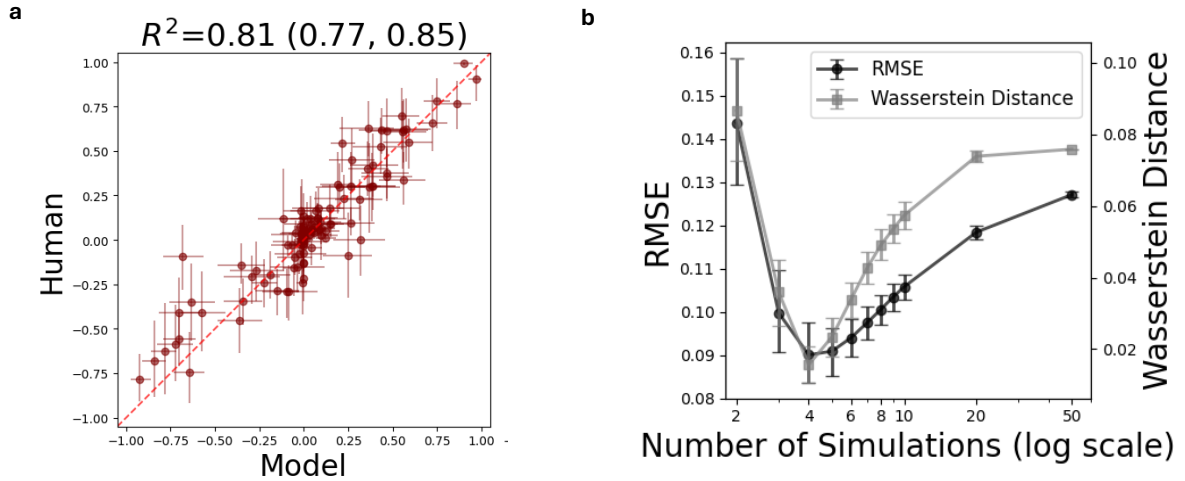 a
R²=0.81 (0.77, 0.85)
1.00
0.75
0.50
0.25
0.00
−0.25
−0.50
−0.75
−1.00
Human
−1.00 −0.75 −0.50 −0.25 0.00 0.25 0.50 0.75 1.00 -
Model
b
RMSE
Wasserstein Distance
0.16
0.15
0.14
0.13
0.12
0.11
0.10
0.09
0.08
RMSE
0.10
0.08
0.06
0.04
0.02
Wasserstein Distance
2 4 6 8 10 20 50
Number of Simulations (log scale)